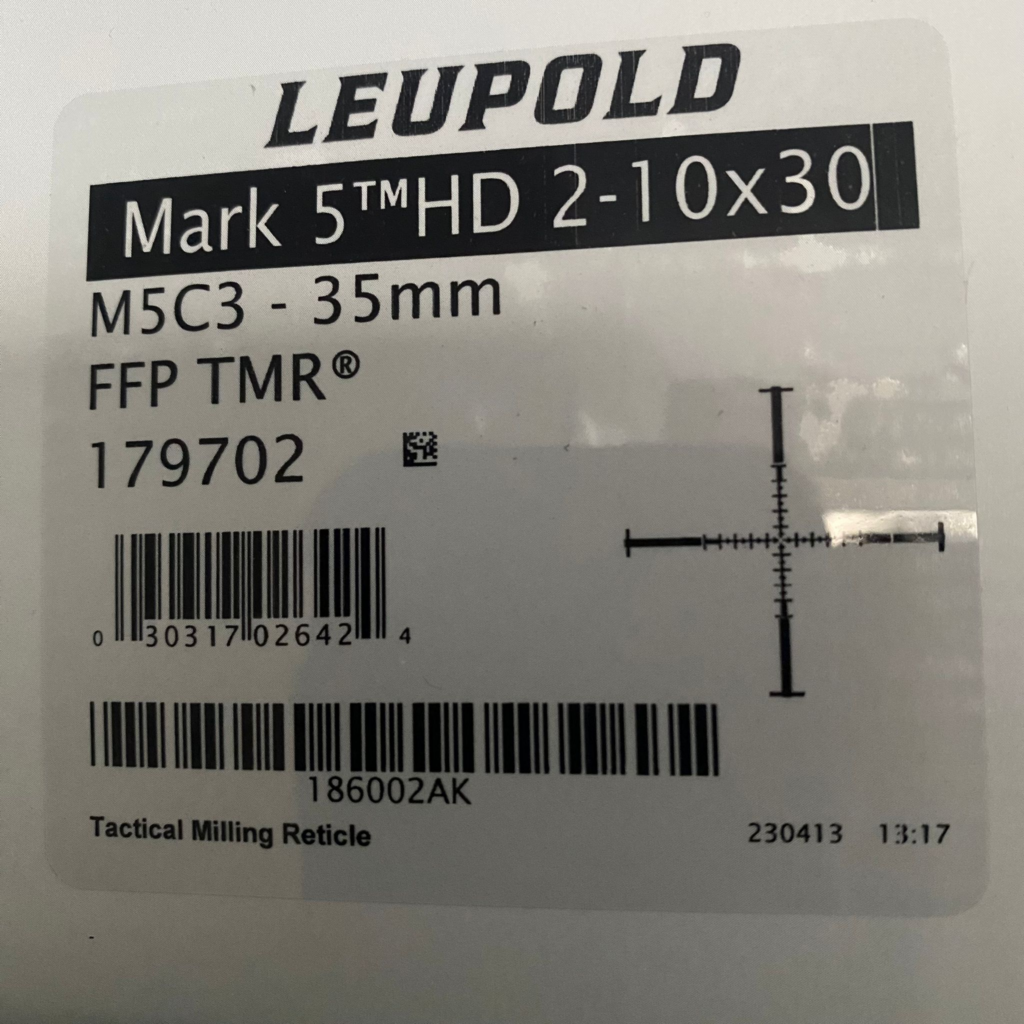 LEUPOLD
Mark 5™HD 2-10x30
M5C3 - 35mm
FFP TMR®
179702
0 30317 02642 4
186002AK
Tactical Milling Reticle
230413 13:17